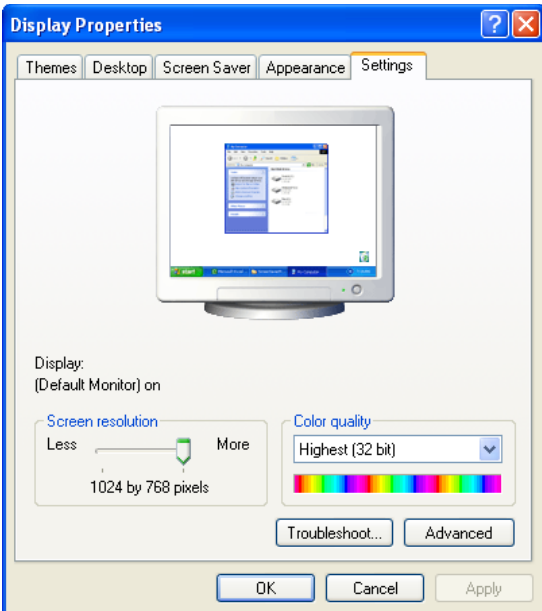 Display Properties
Themes Desktop Screen Saver Appearance Settings
start
Display:
(Default Monitor) on
Screen resolution
Less More
1024 by 768 pixels
Color quality
Highest (32 bit)
Troubleshoot... Advanced
OK Cancel Apply